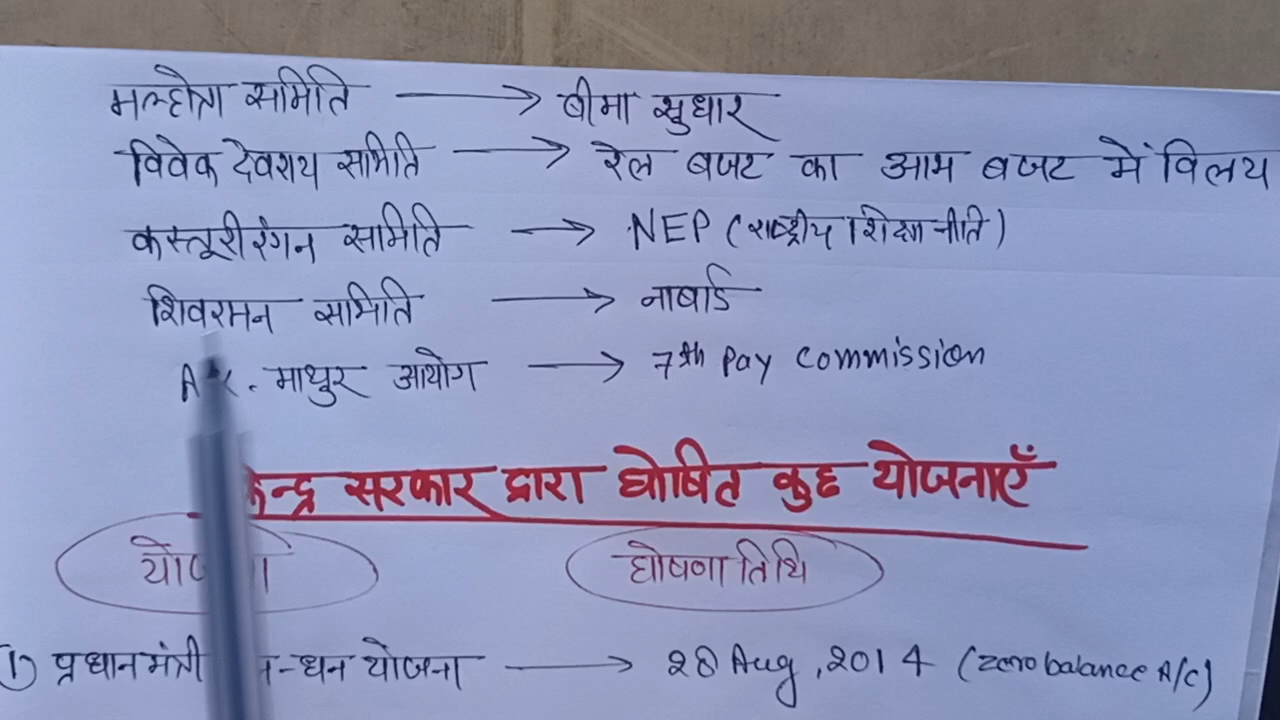 मल्होत्रा समिति → बीमा सुधार
विवेक देवराय समिति → रेल बजट का आम बजट में विलय
कस्तूरीरंगन समिति → NEP (राष्ट्रीय शिक्षा नीति)
शिवरमन समिति → नाबार्ड
माथुर आयोग → 7th Pay Commission
सरकार द्वारा घोषित कुछ योजनाएँ
घोषणा तिथि
1) प्रधानमंत्री -धन योजना → 28 Aug, 2014 (zero balance A/c)